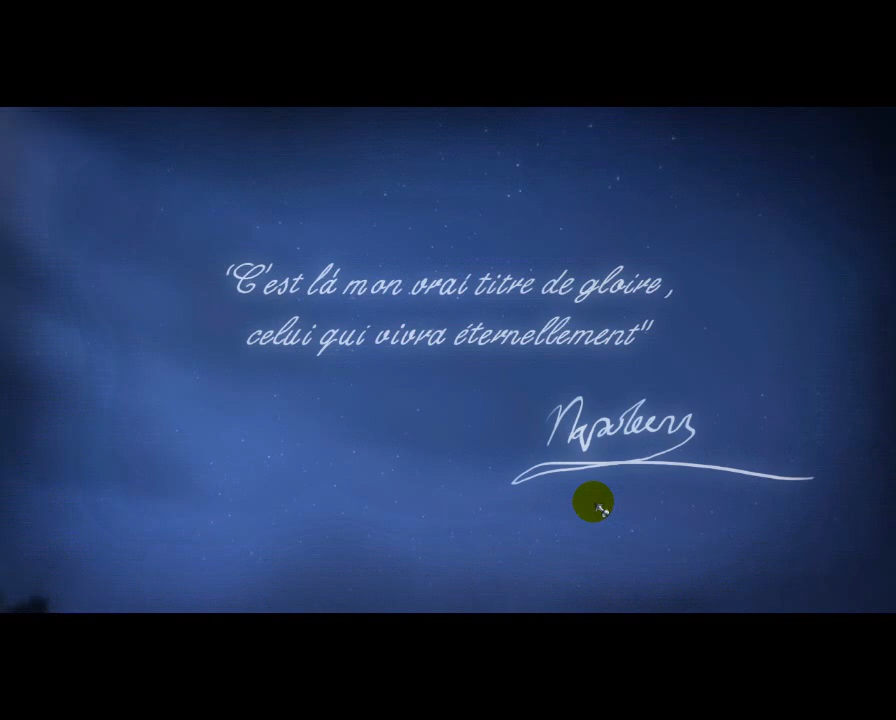 "C'est là mon vrai titre de gloire,
celui qui vivra éternellement"
Napoleon